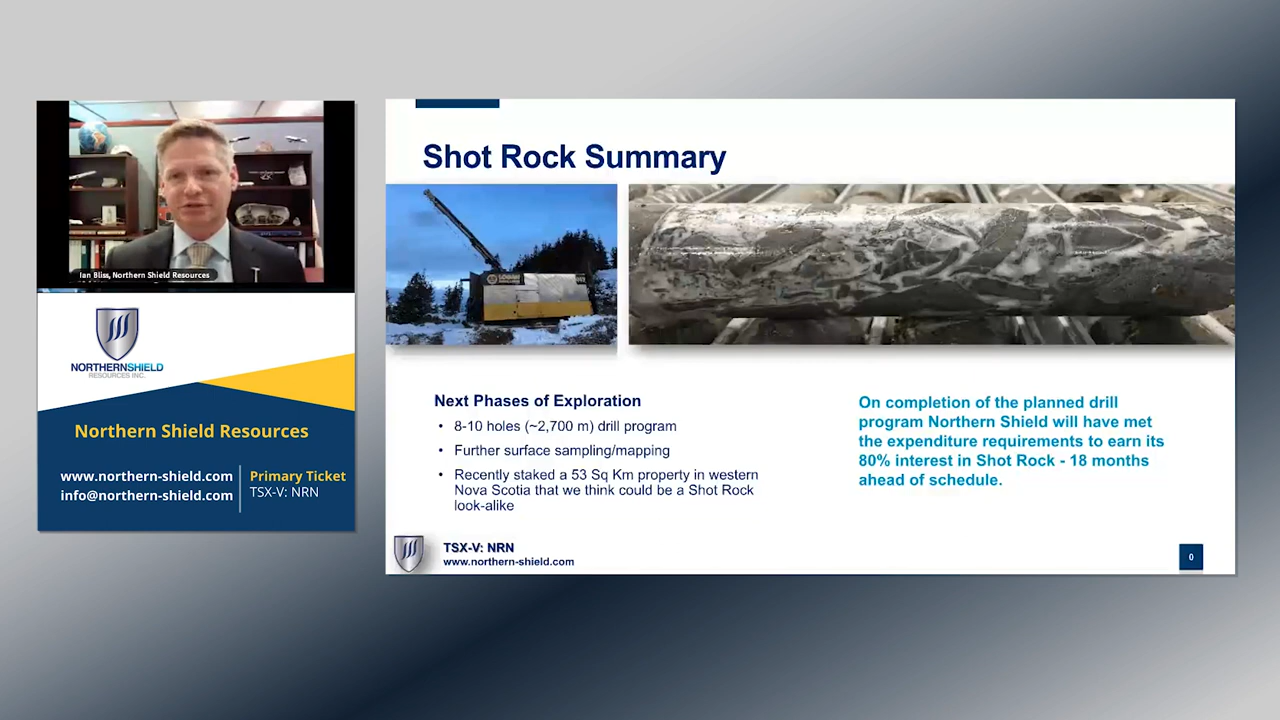 Ian Bliss, Northern Shield Resources
NORTHERNSHIELD
RESOURCES INC.
Northern Shield Resources
www.northern-shield.com
info@northern-shield.com
Primary Ticket
TSX-V: NRN
Shot Rock Summary
Next Phases of Exploration
• 8-10 holes (~2,700 m) drill program
• Further surface sampling/mapping
• Recently staked a 53 Sq Km property in western
Nova Scotia that we think could be a Shot Rock
look-alike
On completion of the planned drill
program Northern Shield will have met
the expenditure requirements to earn its
80% interest in Shot Rock - 18 months
ahead of schedule.
TSX-V: NRN
www.northern-shield.com
0